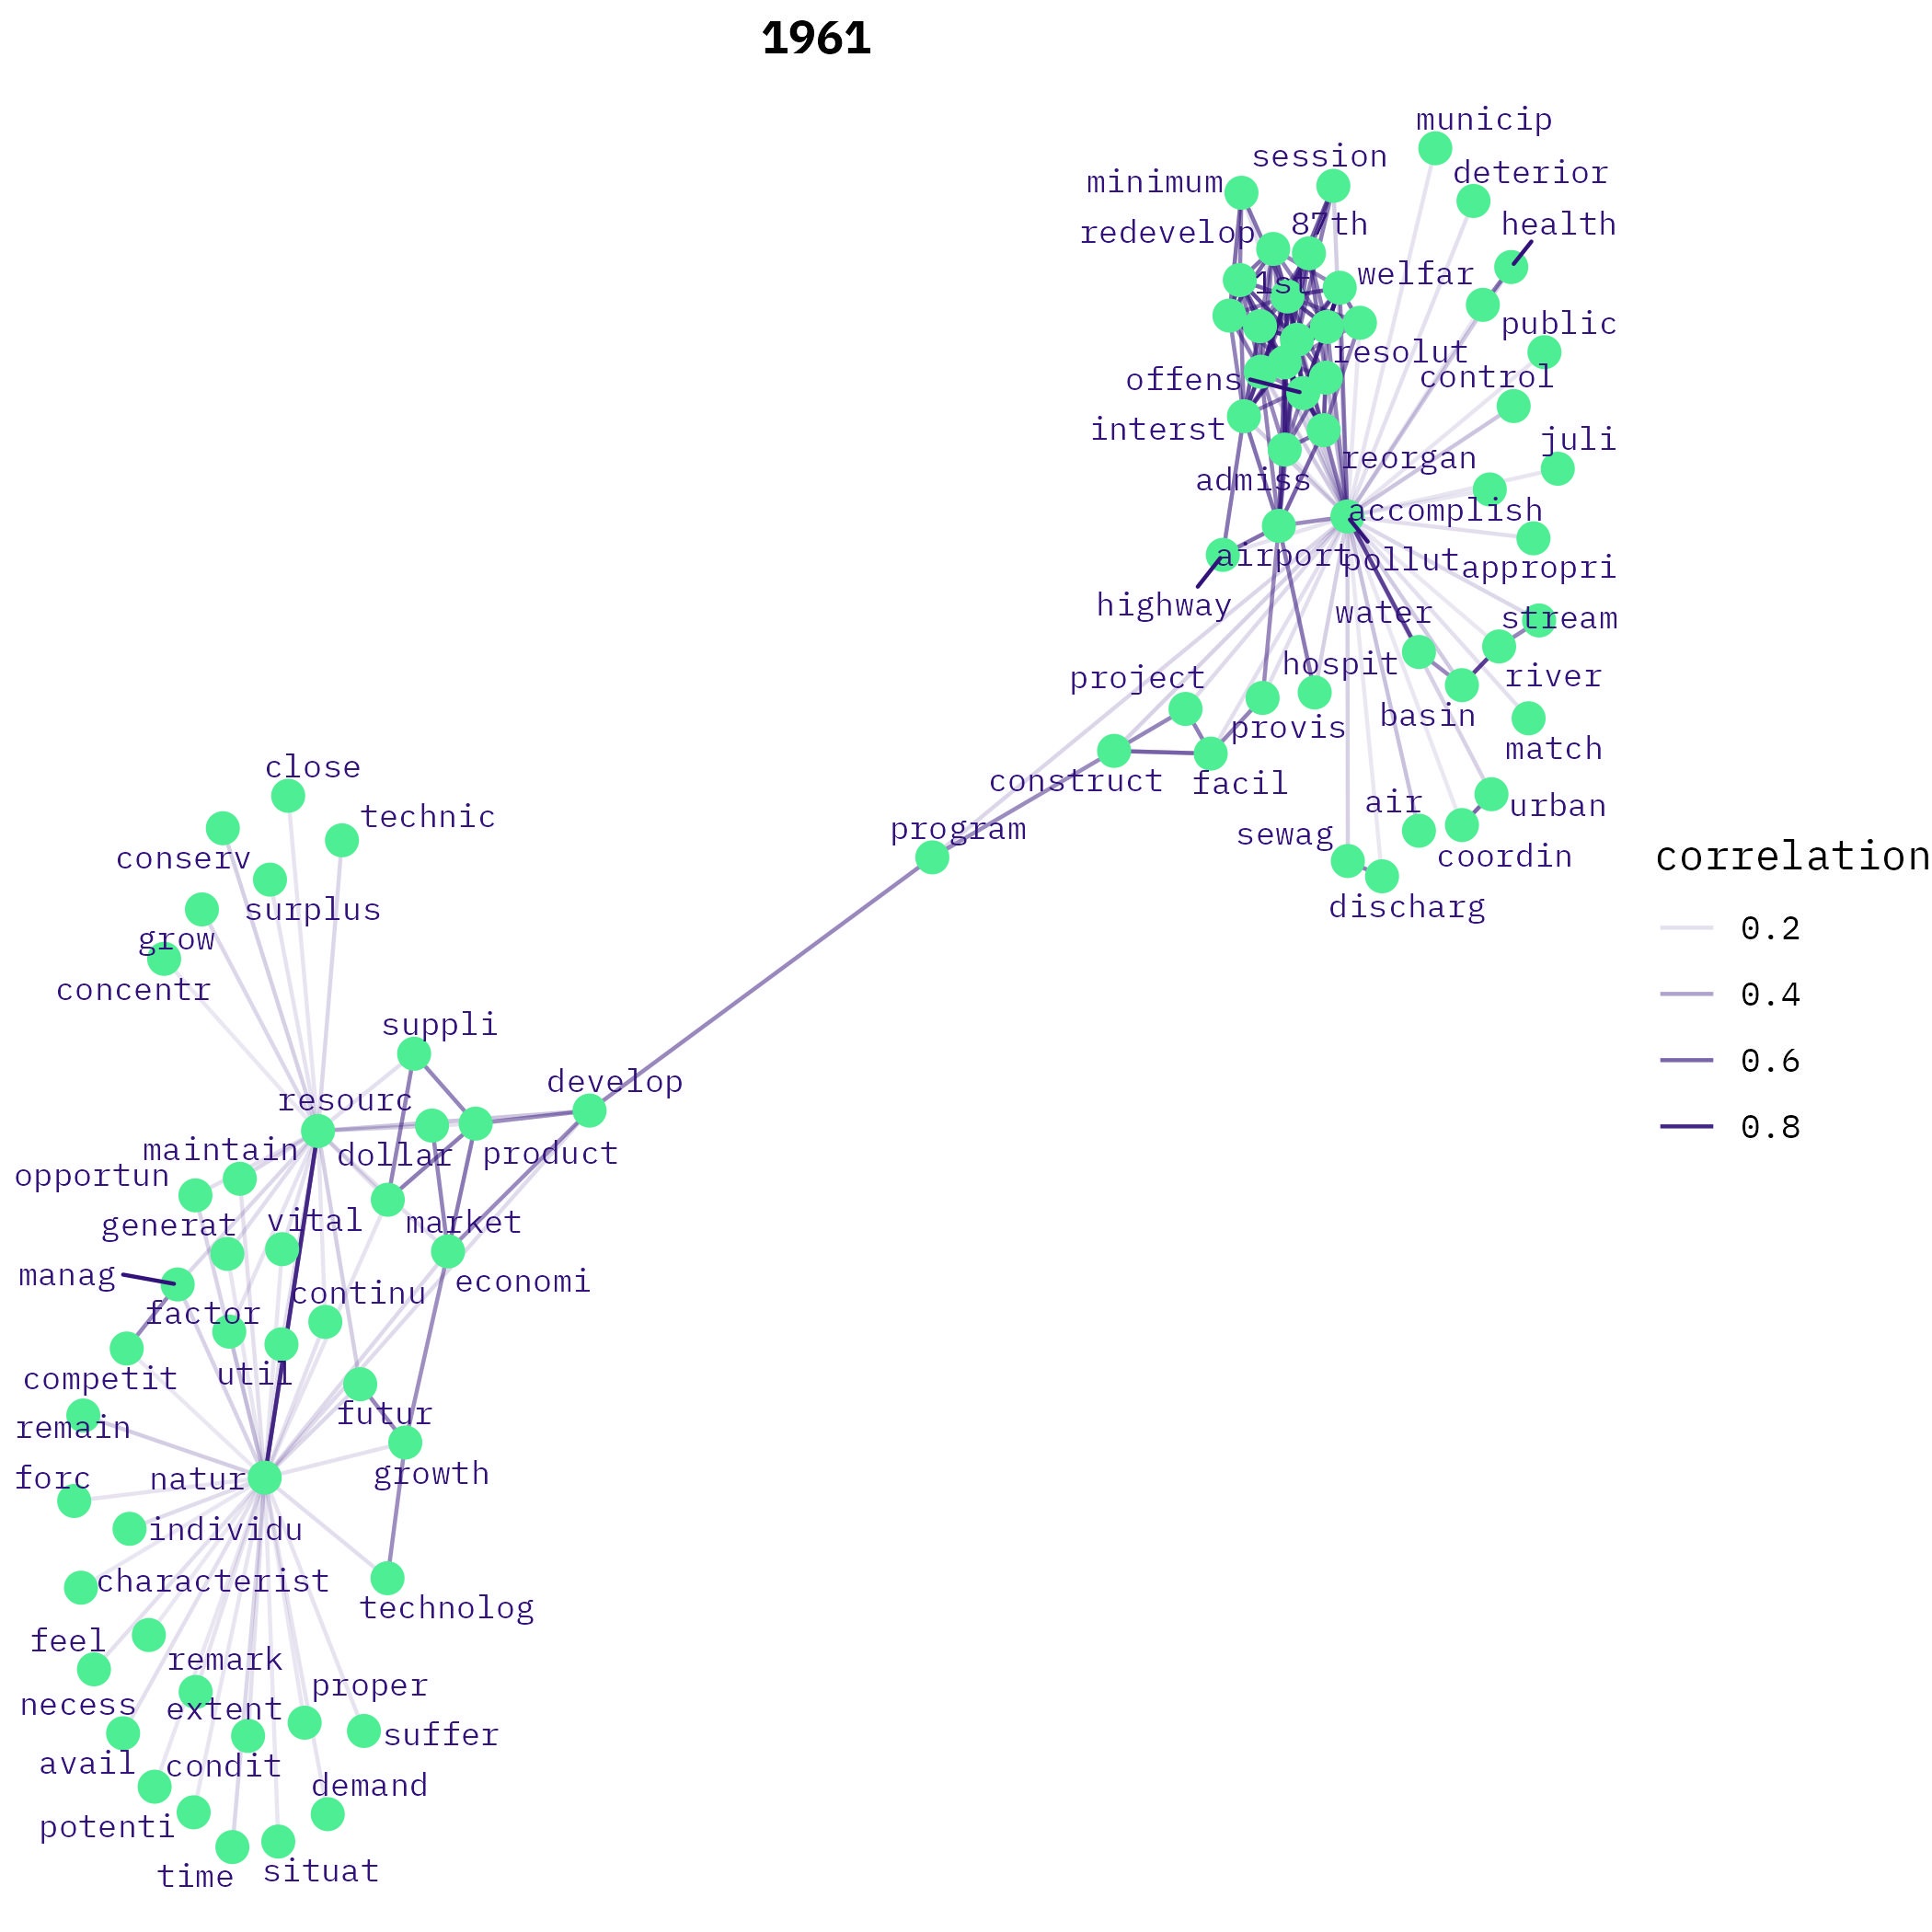 1961
municip
session
deterior
minimum
87th
health
redevelop
1st
welfar
public
resolut
offens
control
interst
juli
admiss
reorgan
accomplish
airport
pollut
appropri
highway
water
stream
project
hospit
river
provis
basin
match
construct
facil
air
urban
program
sewag
coordin
discharg
close
technic
conserv
surplus
grow
concentr
suppli
develop
resourc
maintain
dollar
product
opportun
generat
vital
market
manag
continu
economi
factor
competit
util
remain
futur
forc
natur
growth
individu
characterist
technolog
feel
remark
proper
necess
extent
suffer
avail
condit
demand
potenti
time
situat
correlation
0.2
0.4
0.6
0.8